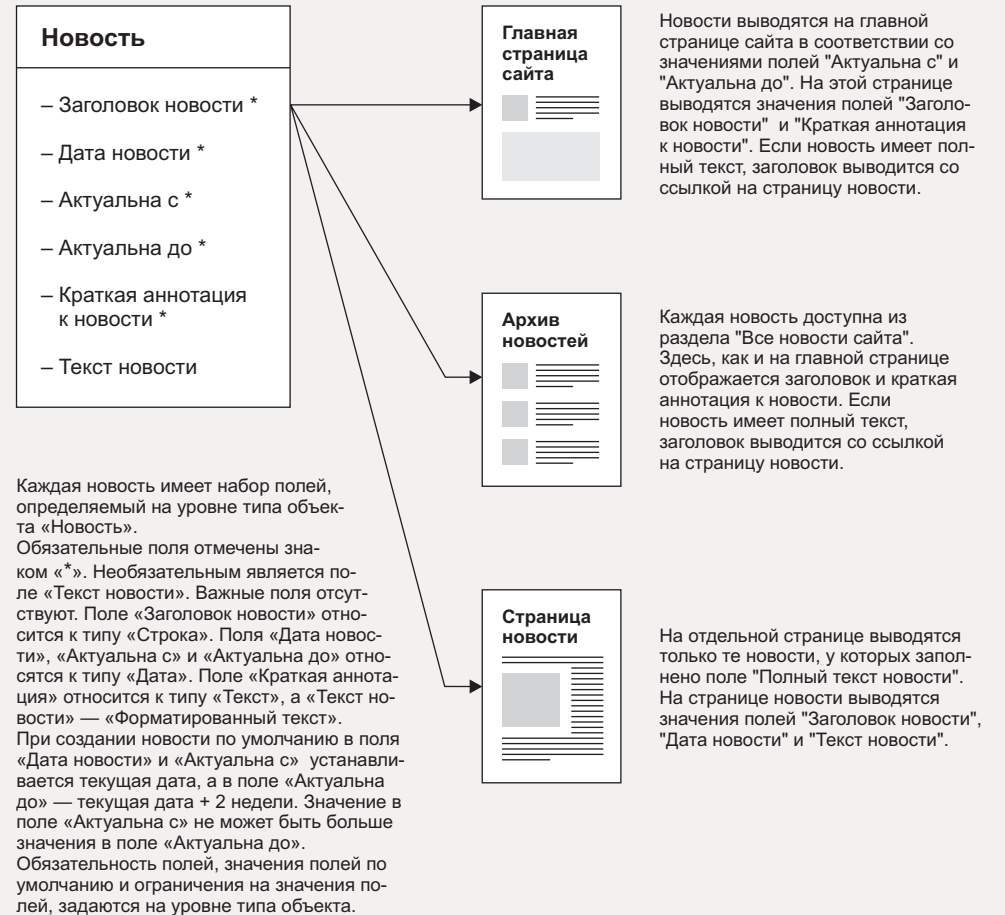 Новость
– Заголовок новости *
– Дата новости *
– Актуальна с *
– Актуальна до *
– Краткая аннотация
к новости *
– Текст новости
Каждая новость имеет набор полей,
определяемый на уровне типа объек-
та «Новость».
Обязательные поля отмечены зна-
ком «*». Необязательным является по-
ле «Текст новости». Важные поля отсут-
ствуют. Поле «Заголовок новости» отно-
сится к типу «Строка». Поля «Дата новос-
ти», «Актуальна с» и «Актуальна до» отно-
сятся к типу «Дата». Поле «Краткая аннота-
ция» относится к типу «Текст», а «Текст но-
вости» — «Форматированный текст».
При создании новости по умолчанию в поля
«Дата новости» и «Актуальна с» устанавли-
вается текущая дата, а в поле «Актуальна
до» — текущая дата + 2 недели. Значение в
поле «Актуальна с» не может быть больше
значения в поле «Актуальна до».
Обязательность полей, значения полей по
умолчанию и ограничения на значения по-
лей, задаются на уровне типа объекта.
Главная
страница
сайта
Новости выводятся на главной
странице сайта в соответствии со
значениями полей "Актуальна с" и
"Актуальна до". На этой странице
выводятся значения полей "Заголо-
вок новости" и "Краткая аннотация
к новости". Если новость имеет пол-
ный текст, заголовок выводится со
ссылкой на страницу новости.
Архив
новостей
Каждая новость доступна из
раздела "Все новости сайта".
Здесь, как и на главной странице
отображается заголовок и краткая
аннотация к новости. Если
новость имеет полный текст,
заголовок выводится со ссылкой
на страницу новости.
Страница
новости
На отдельной странице выводятся
только те новости, у которых запол-
нено поле "Полный текст новости".
На странице новости выводятся
значения полей "Заголовок новости",
"Дата новости" и "Текст новости".